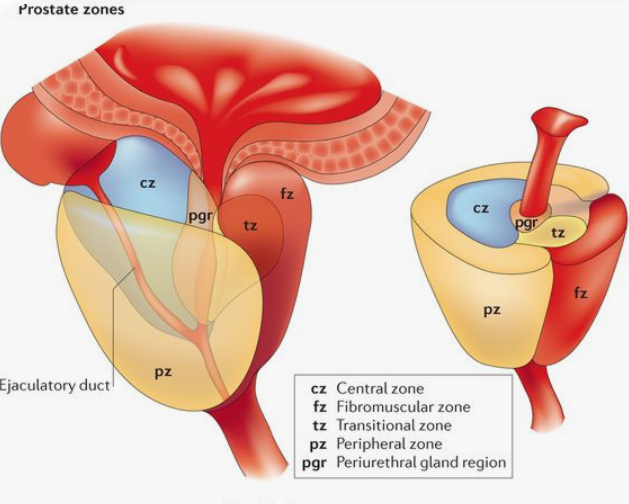 Prostate zones
cz
fz
pgr
tz
pz
Ejaculatory duct
cz
pgr
tz
pz
fz
cz Central zone
fz Fibromuscular zone
tz Transitional zone
pz Peripheral zone
pgr Periurethral gland region